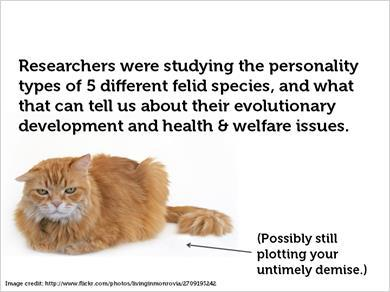 Researchers were studying the personality
types of 5 different felid species, and what
that can tell us about their evolutionary
development and health & welfare issues.
(Possibly still
plotting your
untimely demise.)
Image credit: http://www.flickr.com/photos/livinginmonrovia/2709195242